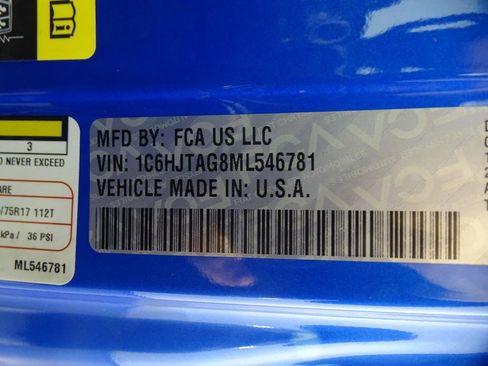 3
O NEVER EXCEED
ARE
/75R17 112T
kPa / 36 PSI
ML546781
MFD BY: FCA US LLC
VIN: 1C6HJTAG8ML546781
VEHICLE MADE IN: U.S.A.